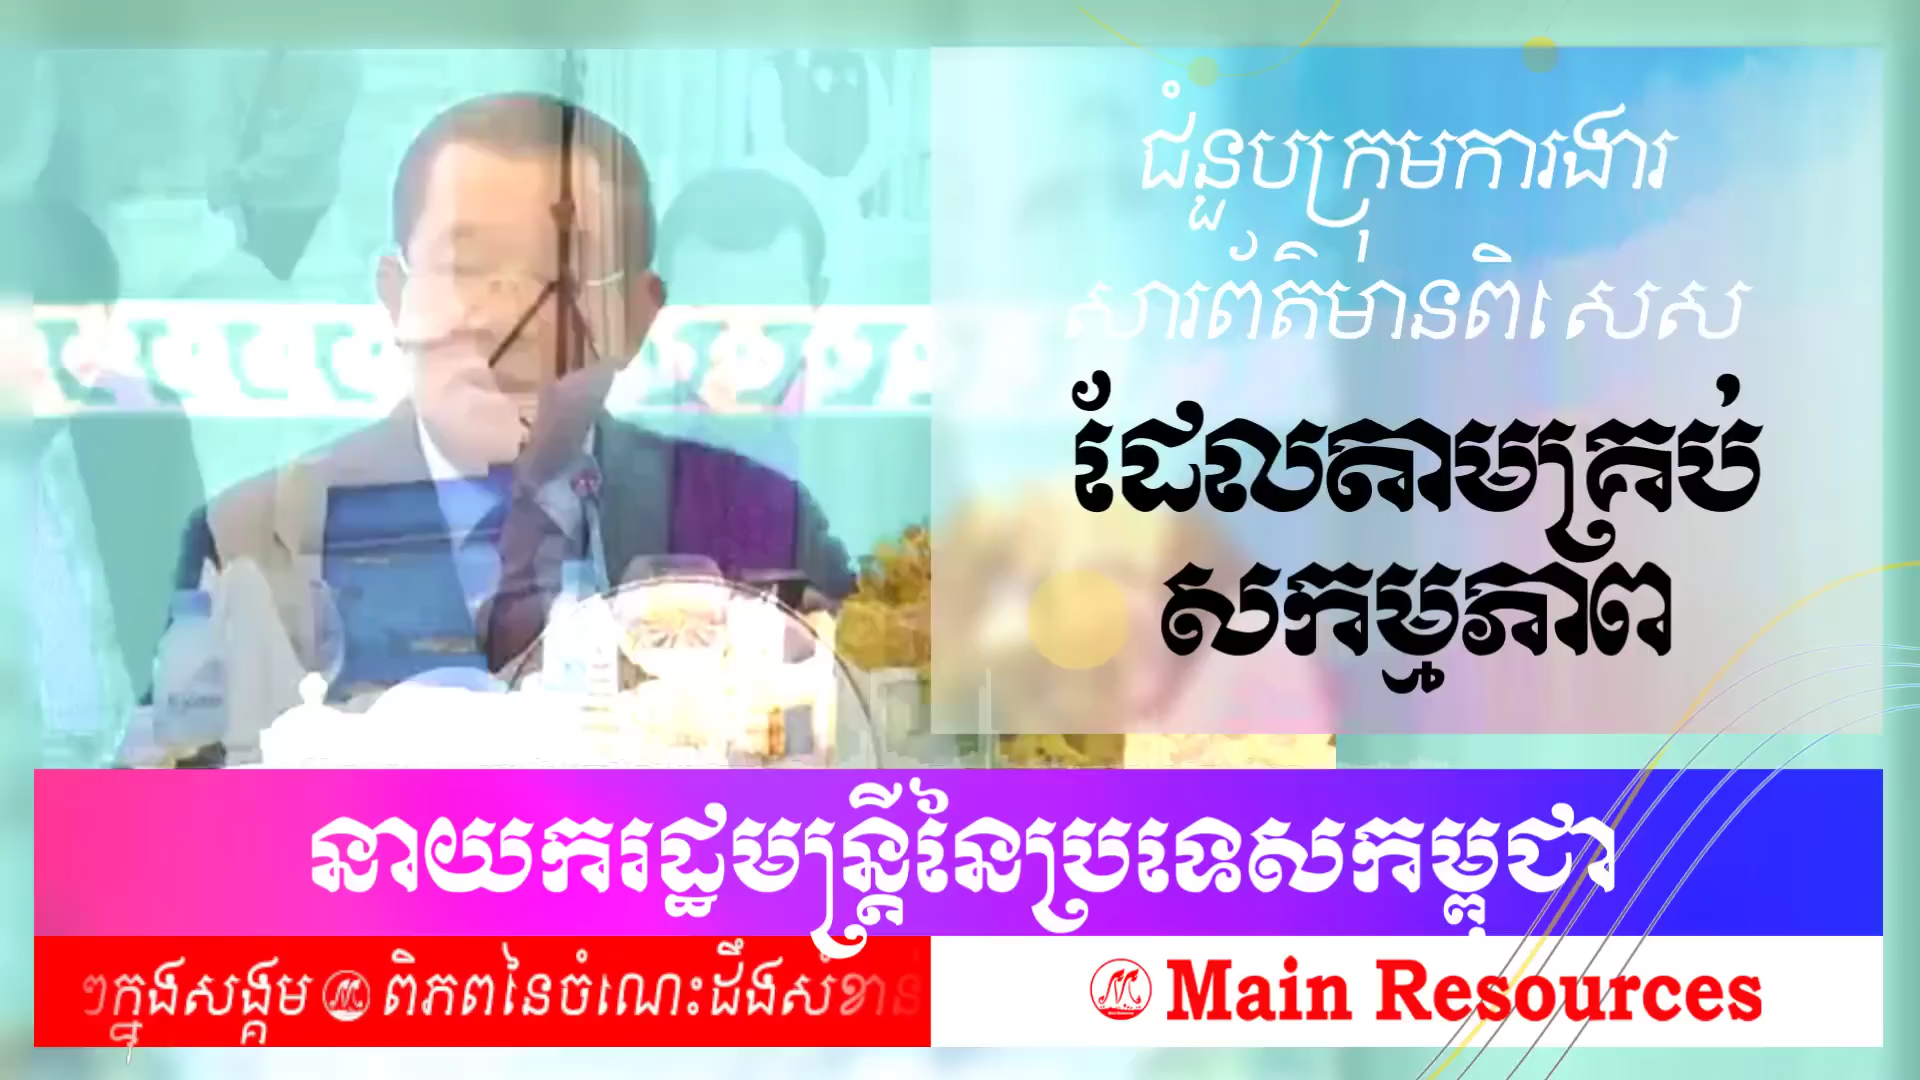 ជំនួបក្រុមការងារ
សារព័ត៌មានពិសេស
ដែលតាមគ្រប់
សកម្មភាព
នាយករដ្ឋមន្ត្រីនៃប្រទេសកម្ពុជា
ៗក្នុងសង្គម ពិភពនៃចំណេះដឹងសំខាន់
Main Resources